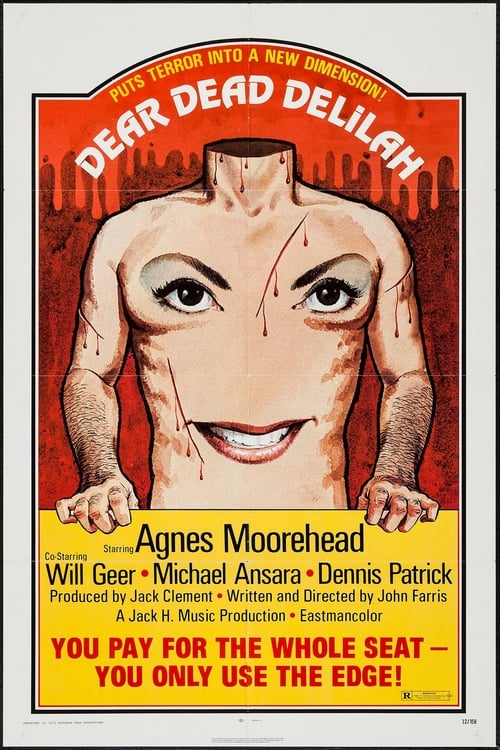 PUTS TERROR INTO A NEW DIMENSION!
DEAR DEAD DELILAH
Starring Agnes Moorehead
Co-Starring
Will Geer • Michael Ansara • Dennis Patrick
Produced by Jack Clement • Written and Directed by John Farris
A Jack H. Music Production • Eastmancolor
YOU PAY FOR THE WHOLE SEAT –
YOU ONLY USE THE EDGE!
R
72/158